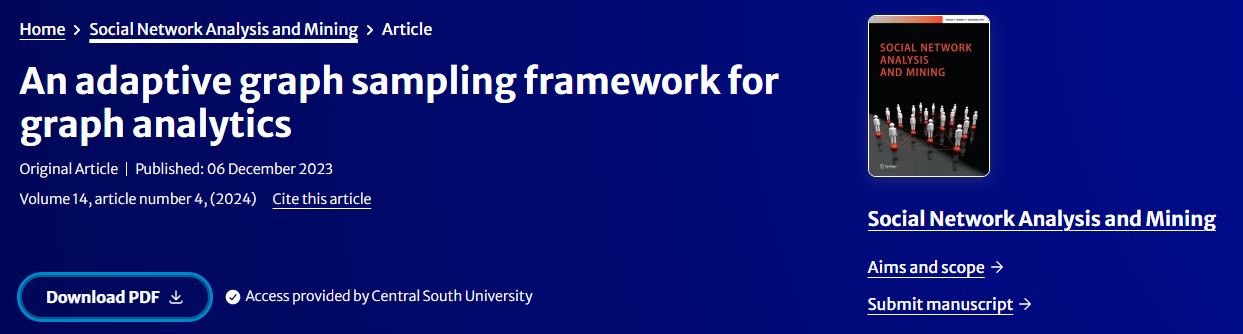 Home > Social Network Analysis and Mining > Article
An adaptive graph sampling framework for
graph analytics
Original Article | Published: 06 December 2023
Volume 14, article number 4, (2024) Cite this article
Download PDF
Access provided by Central South University
SOCIAL NETWORK
ANALYSIS
AND MINING
Springer
Social Network Analysis and Mining
Aims and scope →
Submit manuscript →